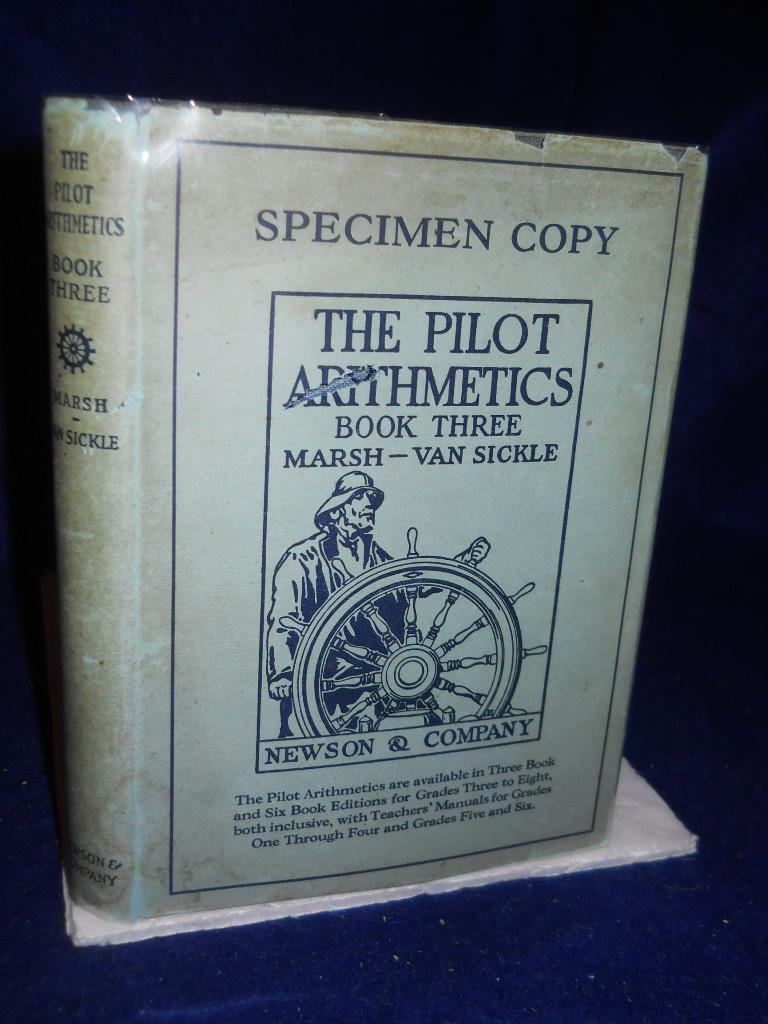 THE
PILOT
ARITHMETICS
BOOK
THREE
MARSH
-
VAN SICKLE
NEWSON &
COMPANY
SPECIMEN COPY
THE PILOT
ARITHMETICS
BOOK THREE
MARSH — VAN SICKLE
NEWSON & COMPANY
The Pilot Arithmetics are available in Three Book
and Six Book Editions for Grades Three to Eight,
both inclusive, with Teachers' Manuals for Grades
One Through Four and Grades Five and Six.